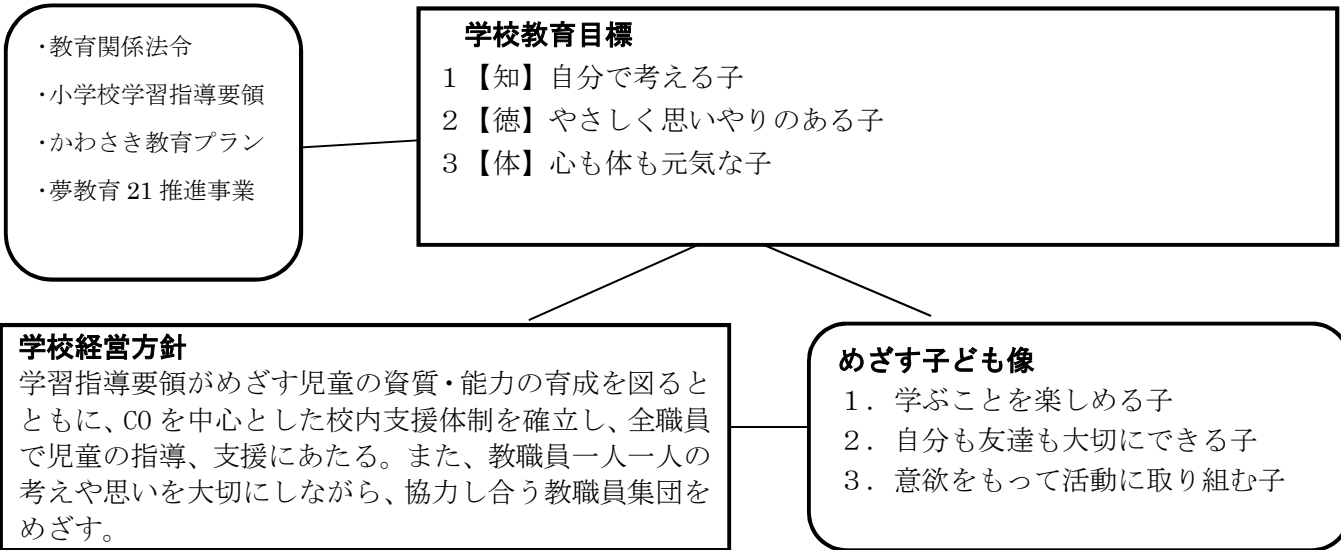 ・教育関係法令
・小学校学習指導要領
・かわさき教育プラン
・夢教育 21 推進事業
学校教育目標
１【知】自分で考える子
２【徳】やさしく思いやりのある子
３【体】心も体も元気な子
学校経営方針
学習指導要領がめざす児童の資質・能力の育成を図ると
ともに、CO を中心とした校内支援体制を確立し、全職員
で児童の指導、支援にあたる。また、教職員一人一人の
考えや思いを大切にしながら、協力し合う教職員集団を
めざす。
めざす子ども像
１．学ぶことを楽しめる子
２．自分も友達も大切にできる子
３．意欲をもって活動に取り組む子